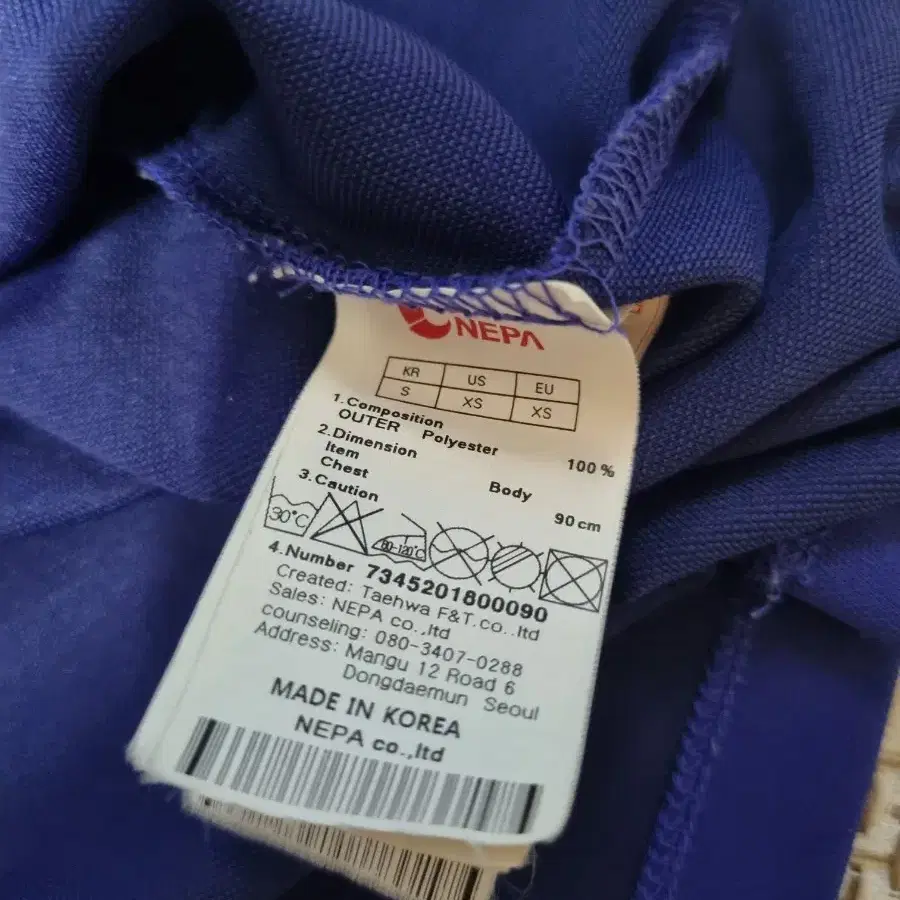 NEPA
KR US EU
S XS XS
1.Composition
OUTER Polyester 100 %
2.Dimension
Item Body
Chest 90 cm
3.Caution
30°C 80-120°C
4.Number 7345201800090
Created: Taehwa F&T.co.,ltd
Sales: NEPA co.,ltd
counseling: 080-3407-0288
Address: Mangu 12 Road 6
Dongdaemun Seoul
MADE IN KOREA
NEPA co.,ltd